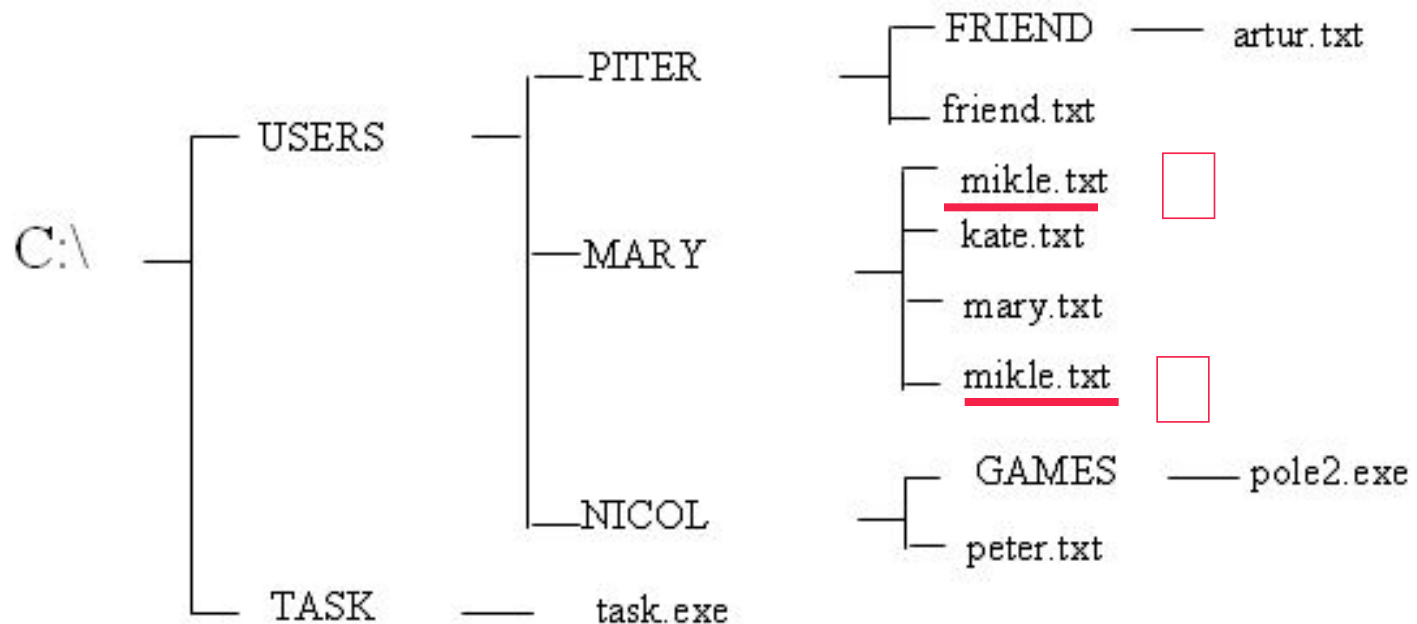 FRIEND artur.txt
PITER
friend.txt
USERS
mikle.txt
kate.txt
C:\ MARY
mary.txt
mikle.txt
GAMES pole2.exe
NICOL
peter.txt
TASK task.exe